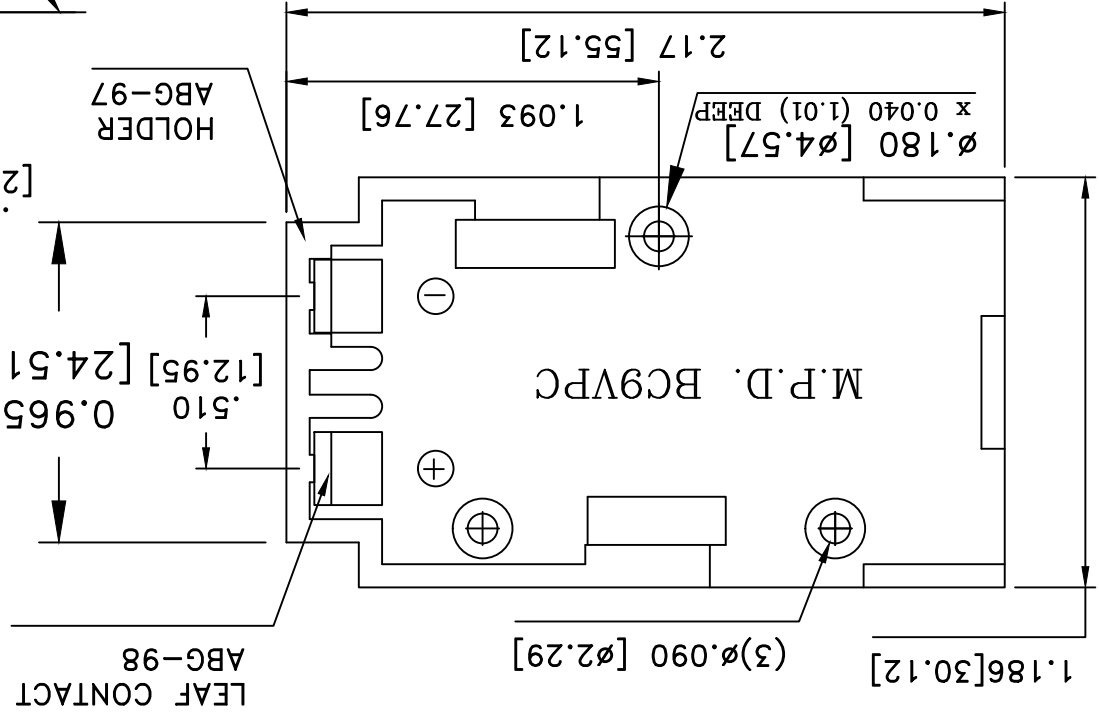 1.186[30.12]
(3)ø.090 [ø2.29]
LEAF CONTACT
ABG-98
M.P.D. BC9VPC
+
.510
[12.95]
0.965
[24.51
−
ø.180 [ø4.57]
x 0.040 (1.01) DEEP
1.093 [27.76]
HOLDER
ABG-97
2.17 [55.12]
.
[2